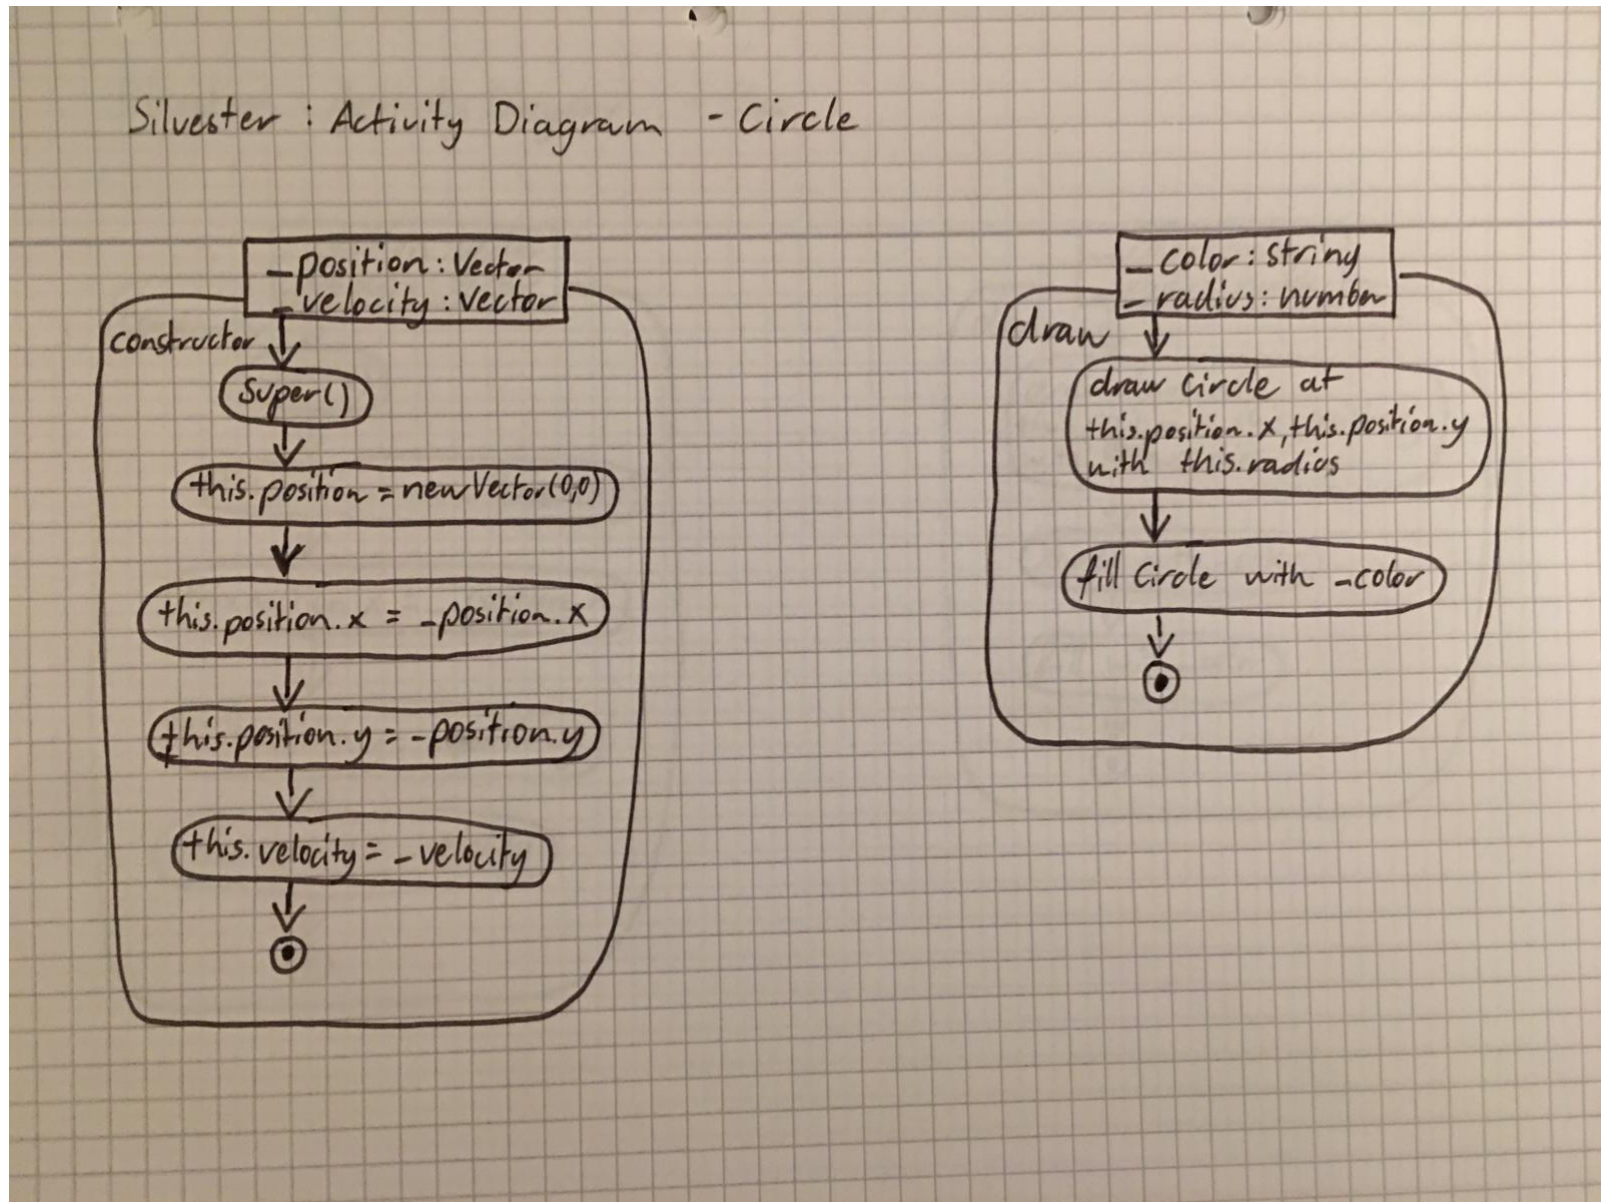 Silvester : Activity Diagram - Circle
_position : Vector
_velocity : Vector
constructor
super()
this.position = new Vector(0,0)
this.position.x = _position.x
this.position.y = _position.y
this.velocity = _velocity
_color : string
_radius : number
draw
draw Circle at
this.position.x, this.position.y
with this.radius
fill Circle with _color